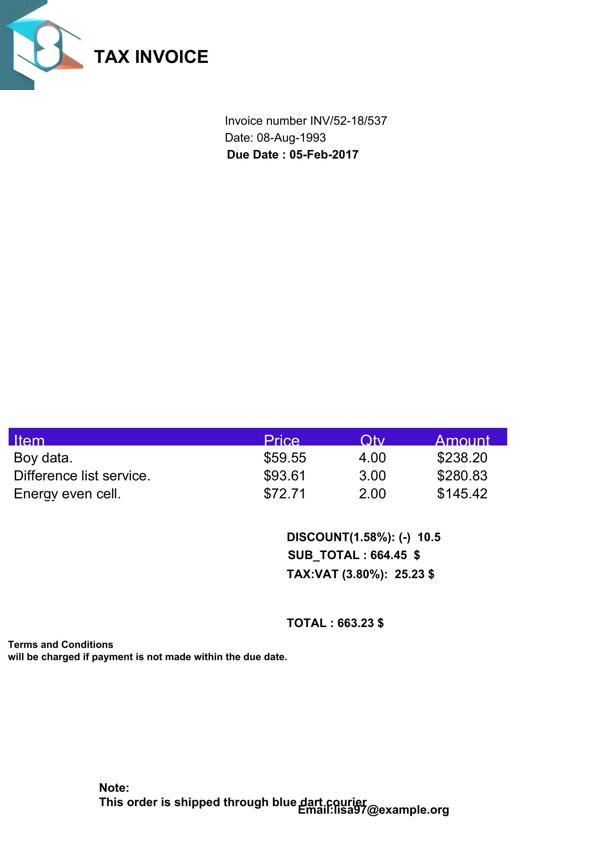 TAX INVOICE
Invoice number INV/52-18/537
Date: 08-Aug-1993
Due Date : 05-Feb-2017
Item Price Qty Amount
Boy data. $59.55 4.00 $238.20
Difference list service. $93.61 3.00 $280.83
Energy even cell. $72.71 2.00 $145.42
DISCOUNT(1.58%): (-) 10.5
SUB_TOTAL : 664.45 $
TAX:VAT (3.80%): 25.23 $
TOTAL : 663.23 $
Terms and Conditions
will be charged if payment is not made within the due date.
Note:
This order is shipped through blue dart courier
Email:lisa97@example.org